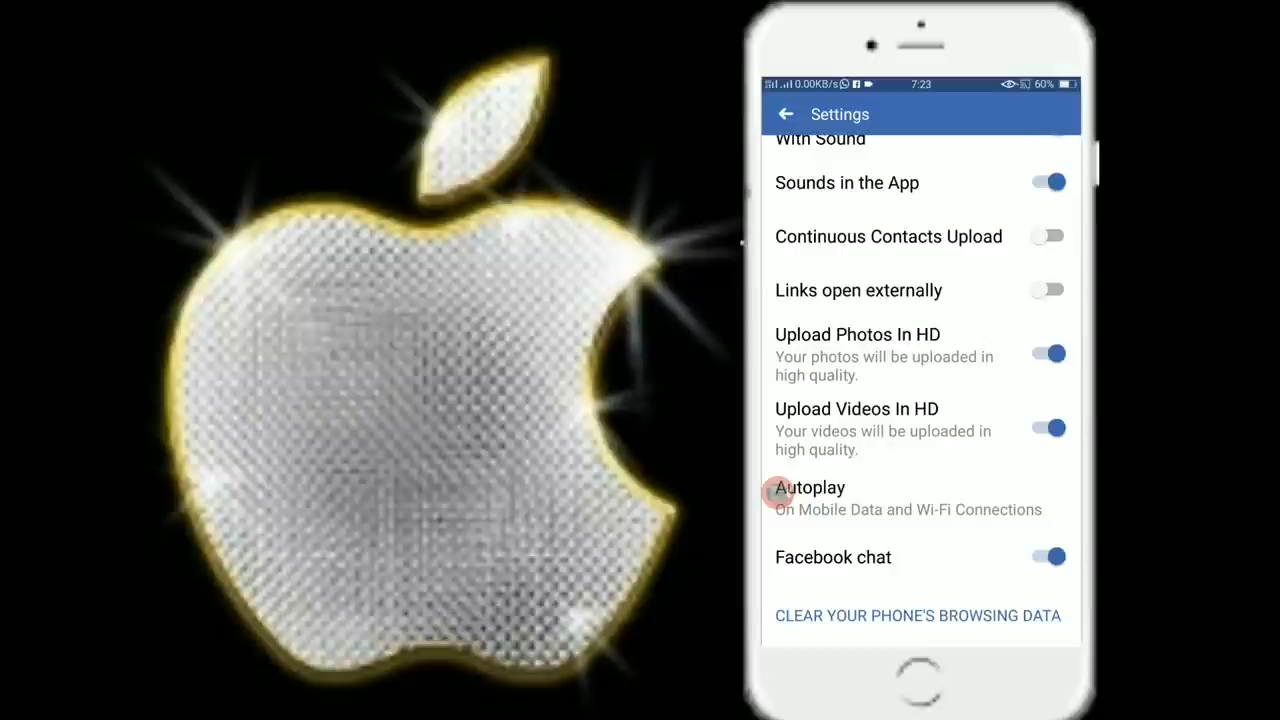 0.00KB/s 7:23 60%
Settings
With Sound
Sounds in the App
Continuous Contacts Upload
Links open externally
Upload Photos In HD
Your photos will be uploaded in
high quality.
Upload Videos In HD
Your videos will be uploaded in
high quality.
Autoplay
On Mobile Data and Wi-Fi Connections
Facebook chat
CLEAR YOUR PHONE'S BROWSING DATA